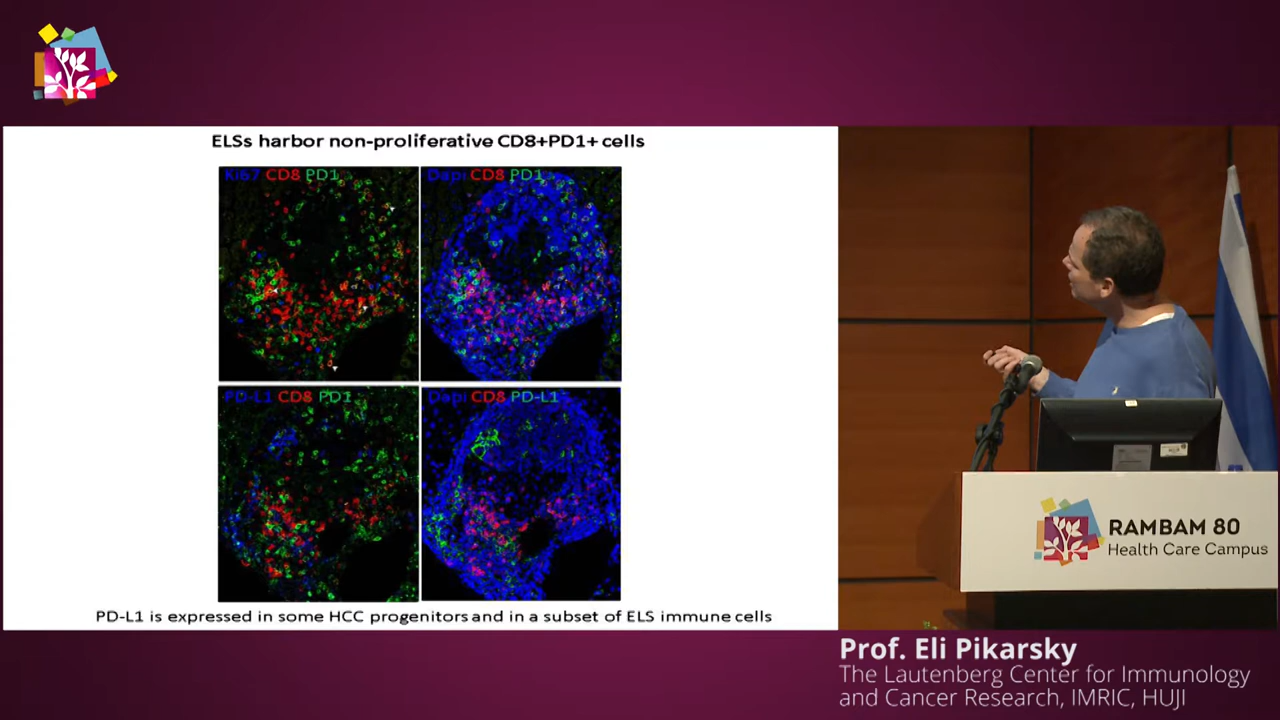 ELSs harbor non-proliferative CD8+PD1+ cells
Ki67 CD8 PD1
Dapi CD8 PD1
PD-L1 CD8 PD1
Dapi CD8 PD-L1
PD-L1 is expressed in some HCC progenitors and in a subset of ELS immune cells
RAMBAM 80
Health Care Campus
Prof. Eli Pikarsky
The Lautenberg Center for Immunology
and Cancer Research, IMRIC, HUJI